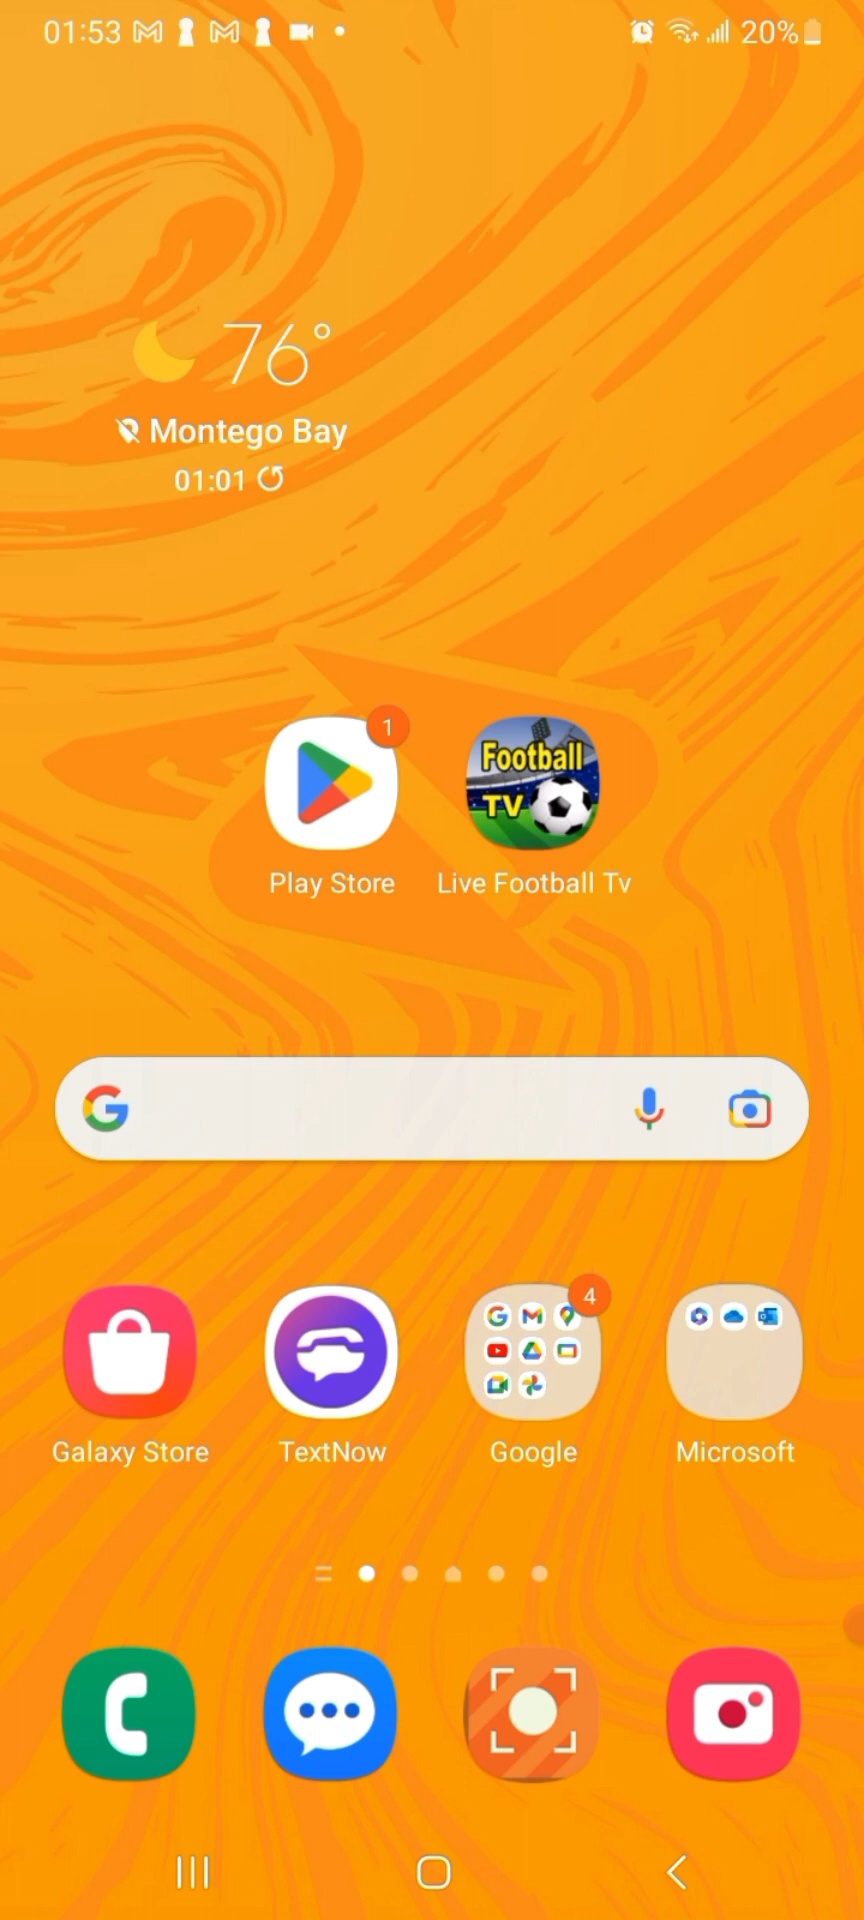 01:53
20%
76°
Montego Bay
01:01
1
Football
TV
Play Store
Live Football Tv
4
Galaxy Store
TextNow
Google
Microsoft